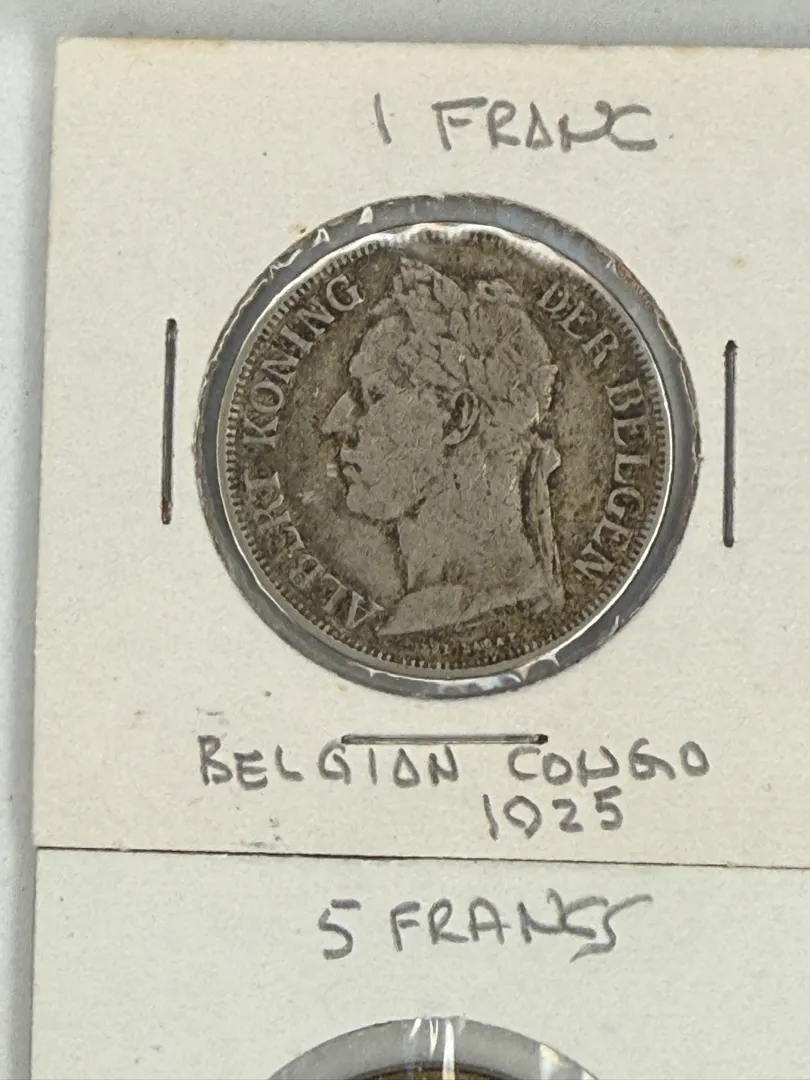 1 FRANC
ALBERT KONING DER BELGEN
BELGIAN CONGO
1925
5 FRANCS